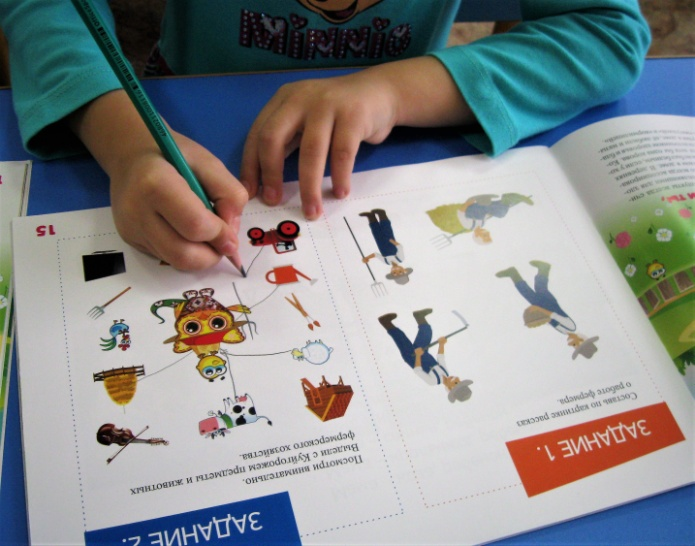 MINNIE
ЗАДАНИЕ 1.
Составь по картинке рассказ
о работе фермера.
ЗАДАНИЕ 2.
Посмотри внимательно.
Выдели с Куйгорожем предметы и животных
фермерского хозяйства.
15